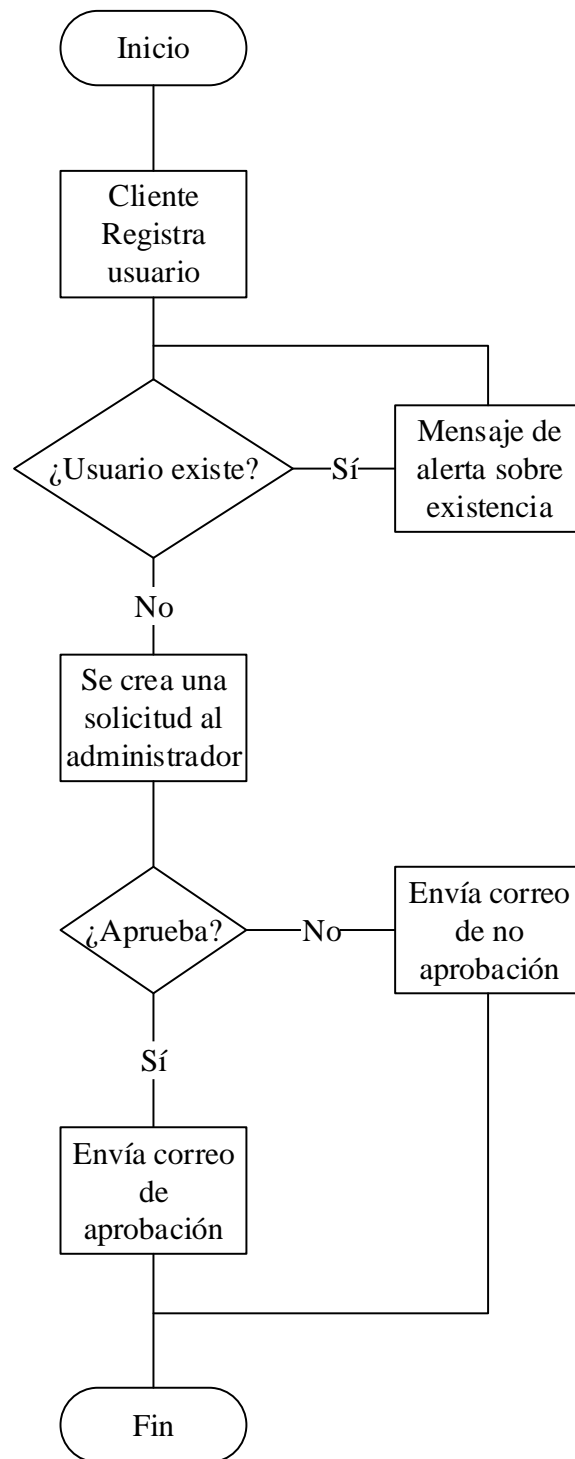 Inicio
Cliente
Registra
usuario
¿Usuario existe?
Sí
Mensaje de
alerta sobre
existencia
No
Se crea una
solicitud al
administrador
¿Aprueba?
No
Envía correo
de no
aprobación
Sí
Envía correo
de
aprobación
Fin